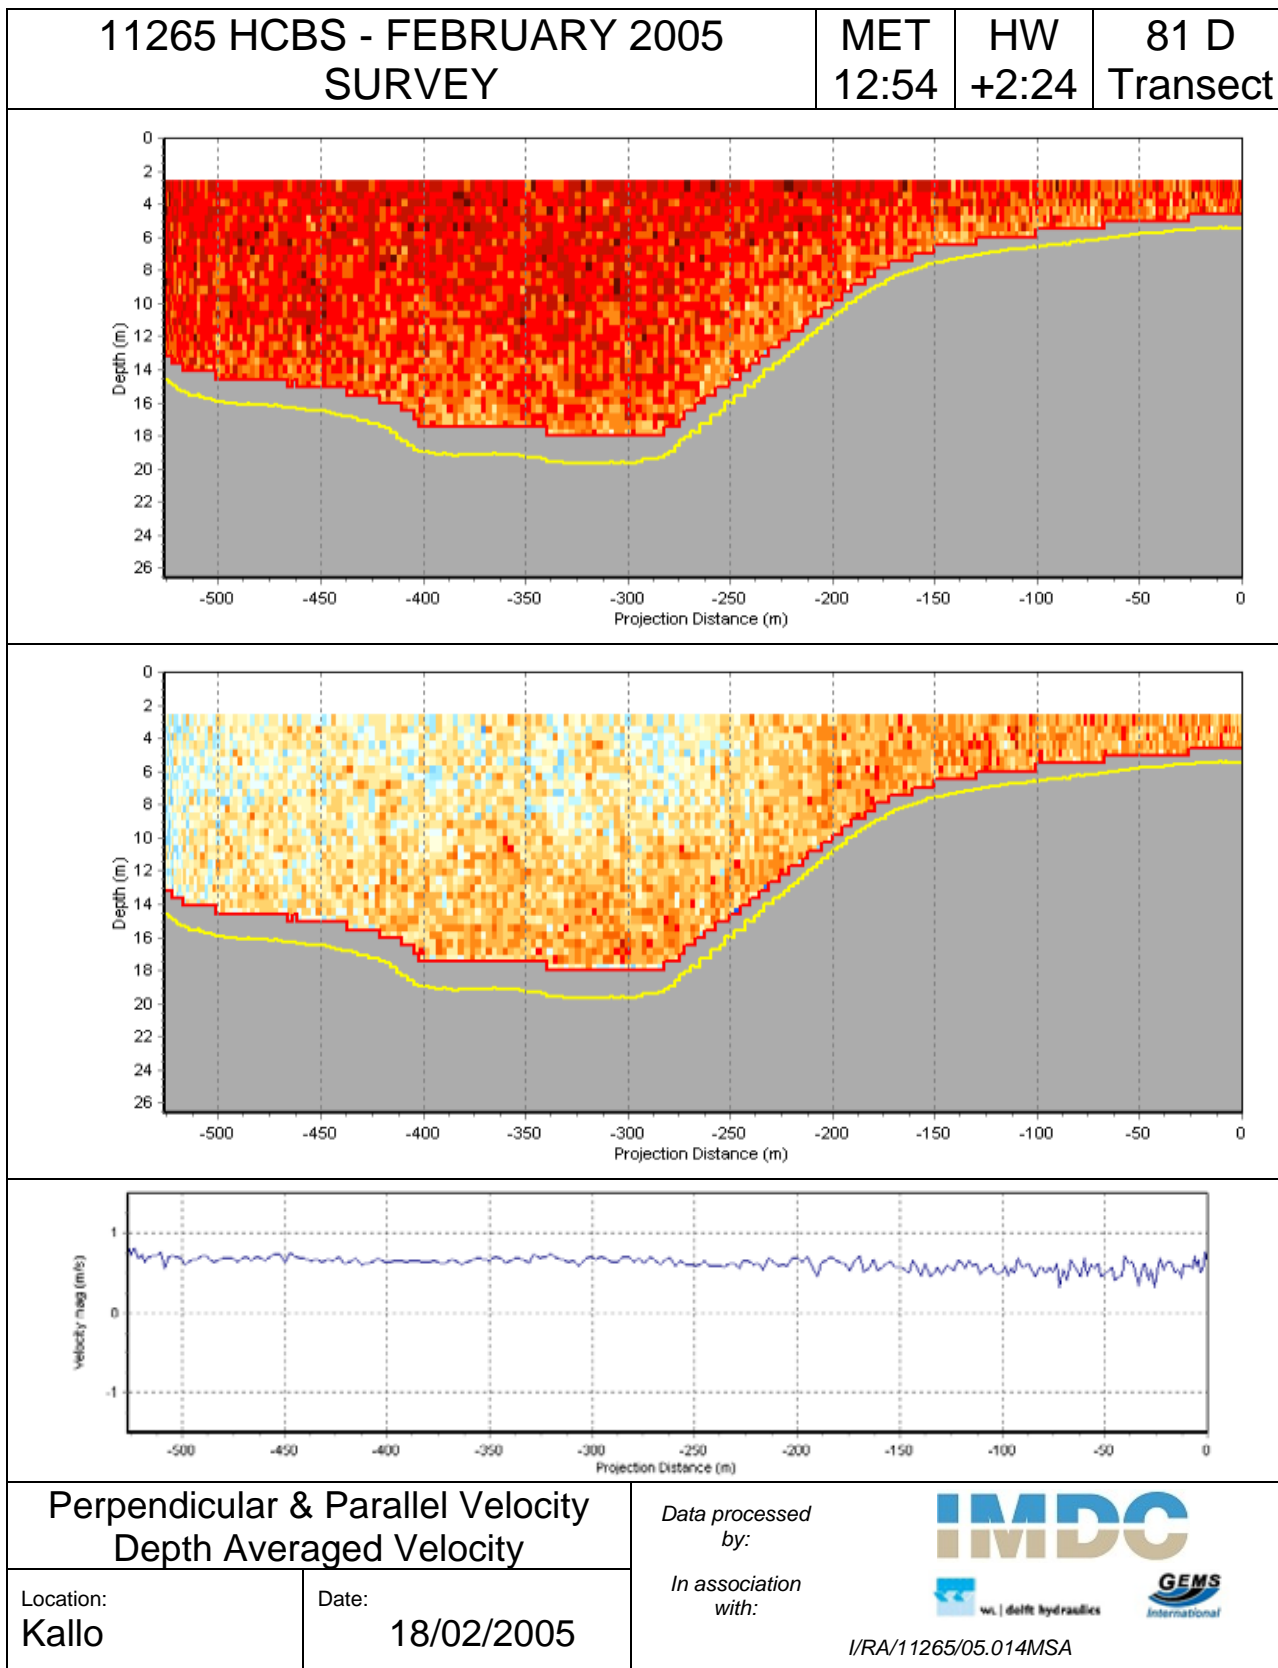 11265 HCBS - FEBRUARY 2005
SURVEY
MET
12:54
HW
+2:24
81 D
Transect
0
2
4
6
8
10
12
14
16
18
20
22
24
26
Depth (m)
-500 -450 -400 -350 -300 -250 -200 -150 -100 -50 0
Projection Distance (m)
0
2
4
6
8
10
12
14
16
18
20
22
24
26
Depth (m)
-500 -450 -400 -350 -300 -250 -200 -150 -100 -50 0
Projection Distance (m)
1
0
-1
Velocity mag (m/s)
-500 -450 -400 -350 -300 -250 -200 -150 -100 -50 0
Projection Distance (m)
Perpendicular & Parallel Velocity
Depth Averaged Velocity
Location:
Kallo
Date:
18/02/2005
Data processed
by:
IMDC
In association
with:
wl | delft hydraulics
GEMS
International
I/RA/11265/05.014MSA